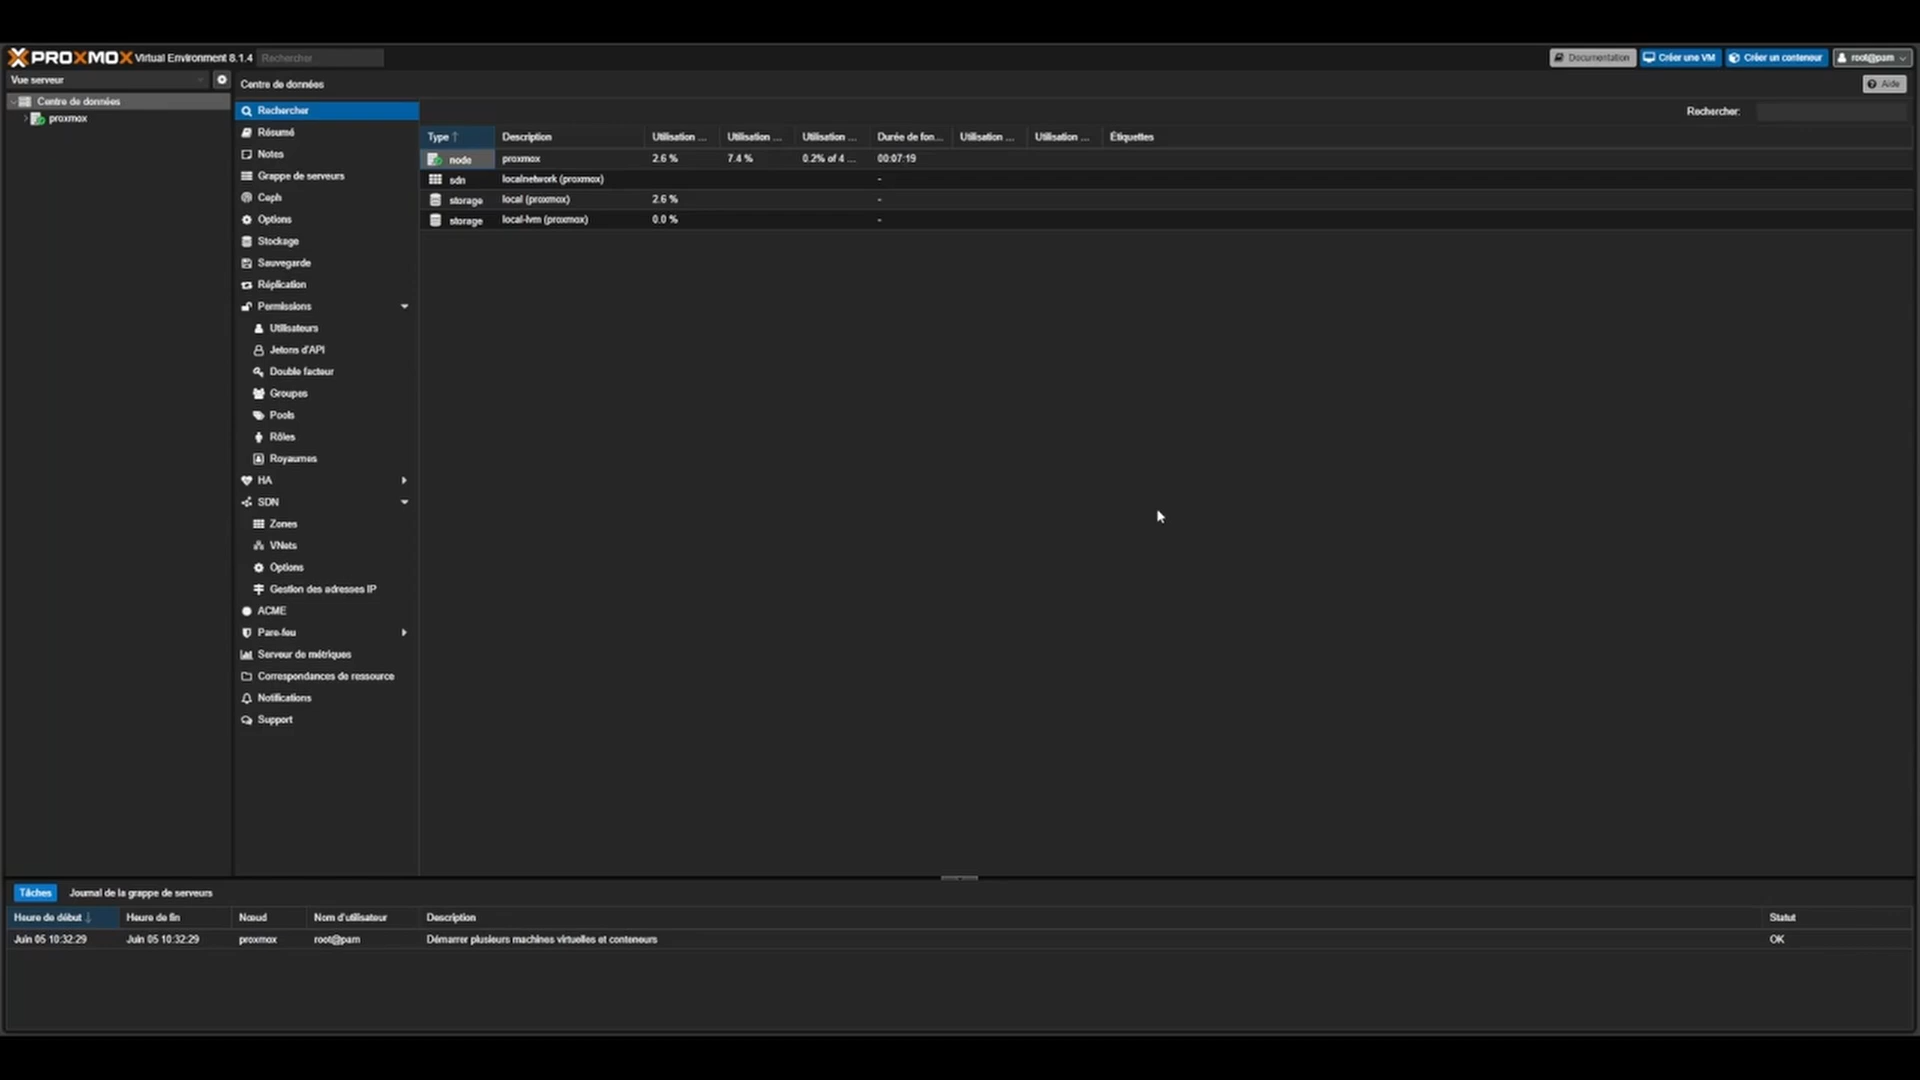 PROXMOX Virtual Environment 8.1.4 Rechercher
Documentation Créer une VM Créer un conteneur root@pam
Vue serveur
Centre de données
proxmox
Centre de données
Aide
Rechercher
Résumé
Notes
Grappe de serveurs
Ceph
Options
Stockage
Sauvegarde
Réplication
Permissions
Utilisateurs
Jetons d'API
Double facteur
Groupes
Pools
Rôles
Royaumes
HA
SDN
Zones
VNets
Options
Gestion des adresses IP
ACME
Pare-feu
Serveur de métriques
Correspondances de ressource
Notifications
Support
Rechercher:
Type ↑ Description Utilisation ... Utilisation ... Utilisation ... Durée de fon... Utilisation ... Utilisation ... Étiquettes
node proxmox 2.6 % 7.4 % 0.2% of 4 ... 00:07:19
sdn localnetwork (proxmox) -
storage local (proxmox) 2.6 % -
storage local-lvm (proxmox) 0.0 % -
Tâches Journal de la grappe de serveurs
Heure de début ↓ Heure de fin Nœud Nom d'utilisateur Description Statut
Juin 05 10:32:29 Juin 05 10:32:29 proxmox root@pam Démarrer plusieurs machines virtuelles et conteneurs OK